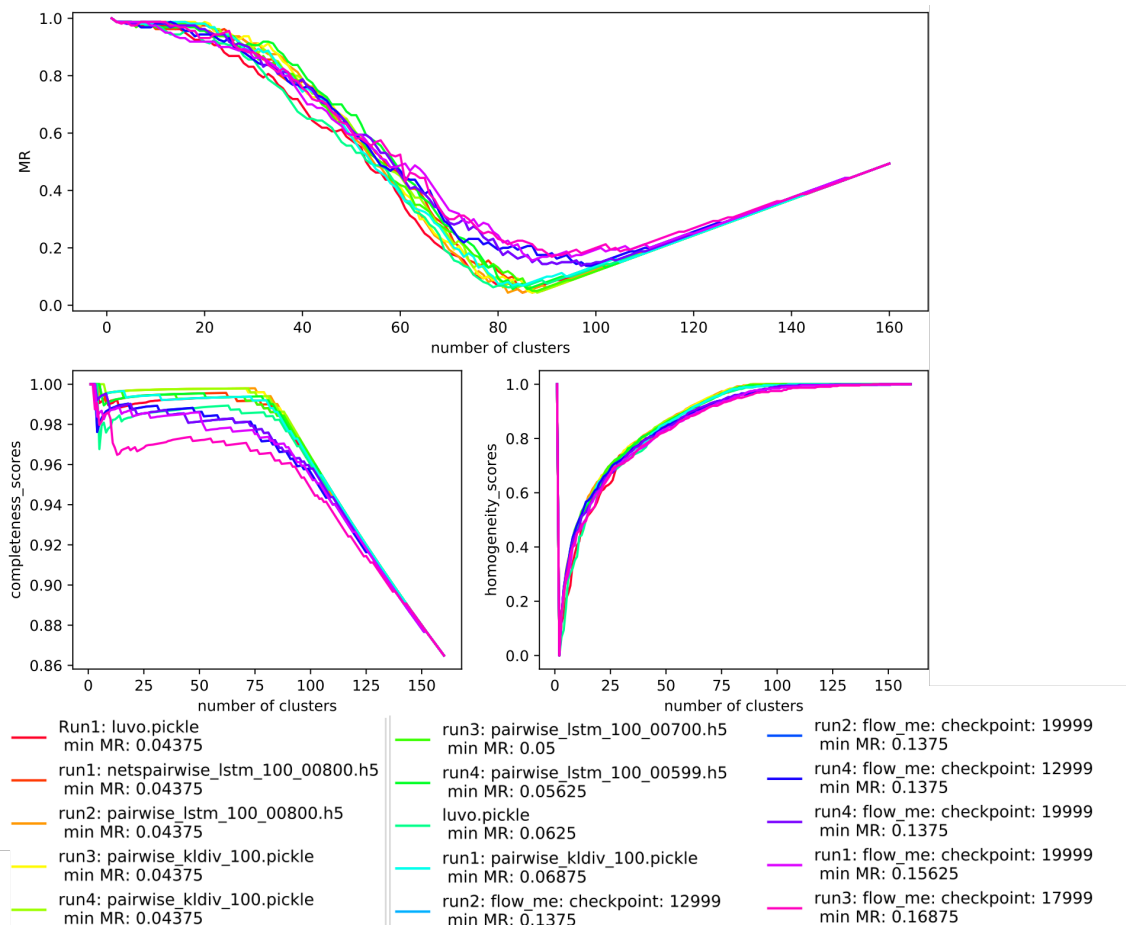 1.0
0.8
0.6
0.4
0.2
0.0
MR
0 20 40 60 80 100 120 140 160
number of clusters
1.00
0.98
0.96
0.94
0.92
0.90
0.88
0.86
completeness_scores
0 25 50 75 100 125 150
number of clusters
1.0
0.8
0.6
0.4
0.2
0.0
homogeneity_scores
0 25 50 75 100 125 150
number of clusters
Run1: luvo.pickle
min MR: 0.04375
run1: netspairwise_lstm_100_00800.h5
min MR: 0.04375
run2: pairwise_lstm_100_00800.h5
min MR: 0.04375
run3: pairwise_kldiv_100.pickle
min MR: 0.04375
run4: pairwise_kldiv_100.pickle
min MR: 0.04375
run3: pairwise_lstm_100_00700.h5
min MR: 0.05
run4: pairwise_lstm_100_00599.h5
min MR: 0.05625
luvo.pickle
min MR: 0.0625
run1: pairwise_kldiv_100.pickle
min MR: 0.06875
run2: flow_me: checkpoint: 12999
min MR: 0.1375
run2: flow_me: checkpoint: 19999
min MR: 0.1375
run4: flow_me: checkpoint: 12999
min MR: 0.1375
run4: flow_me: checkpoint: 19999
min MR: 0.1375
run1: flow_me: checkpoint: 19999
min MR: 0.15625
run3: flow_me: checkpoint: 17999
min MR: 0.16875